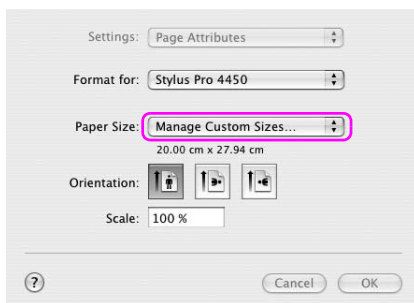 Settings: Page Attributes
Format for: Stylus Pro 4450
Paper Size: Manage Custom Sizes...
20.00 cm x 27.94 cm
Orientation:
Scale: 100 %
? Cancel OK